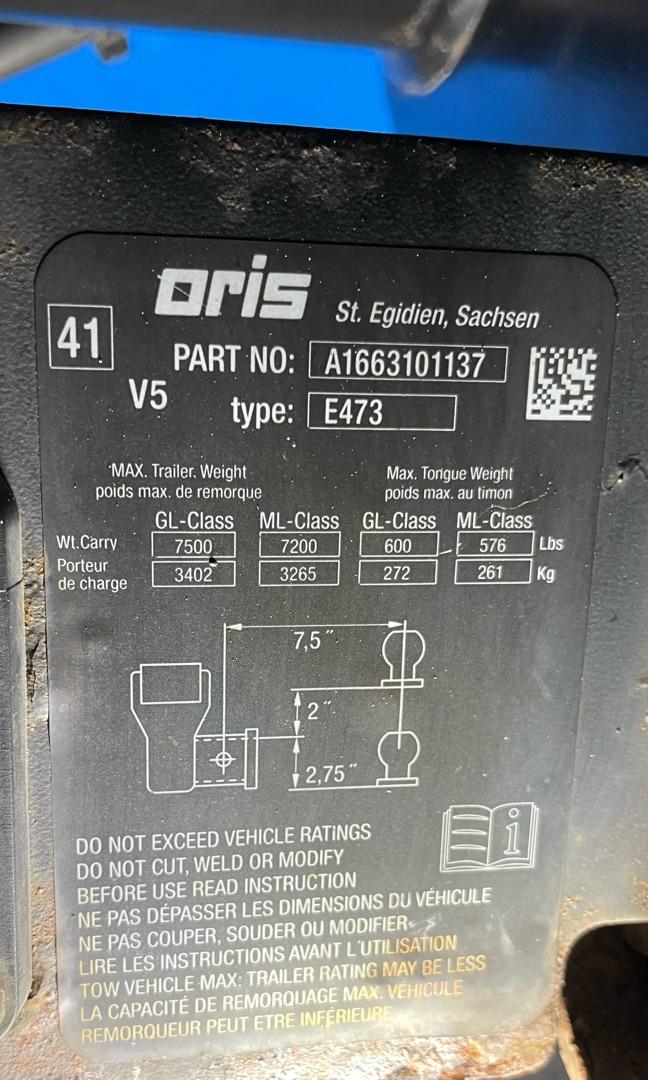 oris St. Egidien, Sachsen
41 PART NO: A1663101137
V5 type: E473
MAX. Trailer. Weight Max. Tongue Weight
poids max. de remorque poids max. au timon
GL-Class ML-Class GL-Class ML-Class
Wt.Carry 7500 7200 600 576 Lbs
Porteur
de charge 3402 3265 272 261 Kg
7,5"
2"
2,75"
i
DO NOT EXCEED VEHICLE RATINGS
DO NOT CUT, WELD OR MODIFY
BEFORE USE READ INSTRUCTION
NE PAS DÉPASSER LES DIMENSIONS DU VÉHICULE
NE PAS COUPER, SOUDER OU MODIFIER
LIRE LES INSTRUCTIONS AVANT L'UTILISATION
TOW VEHICLE MAX: TRAILER RATING MAY BE LESS
LA CAPACITÉ DE REMORQUAGE MAX. VÉHICULE
REMORQUEUR PEUT ETRE INFÉRIEURE